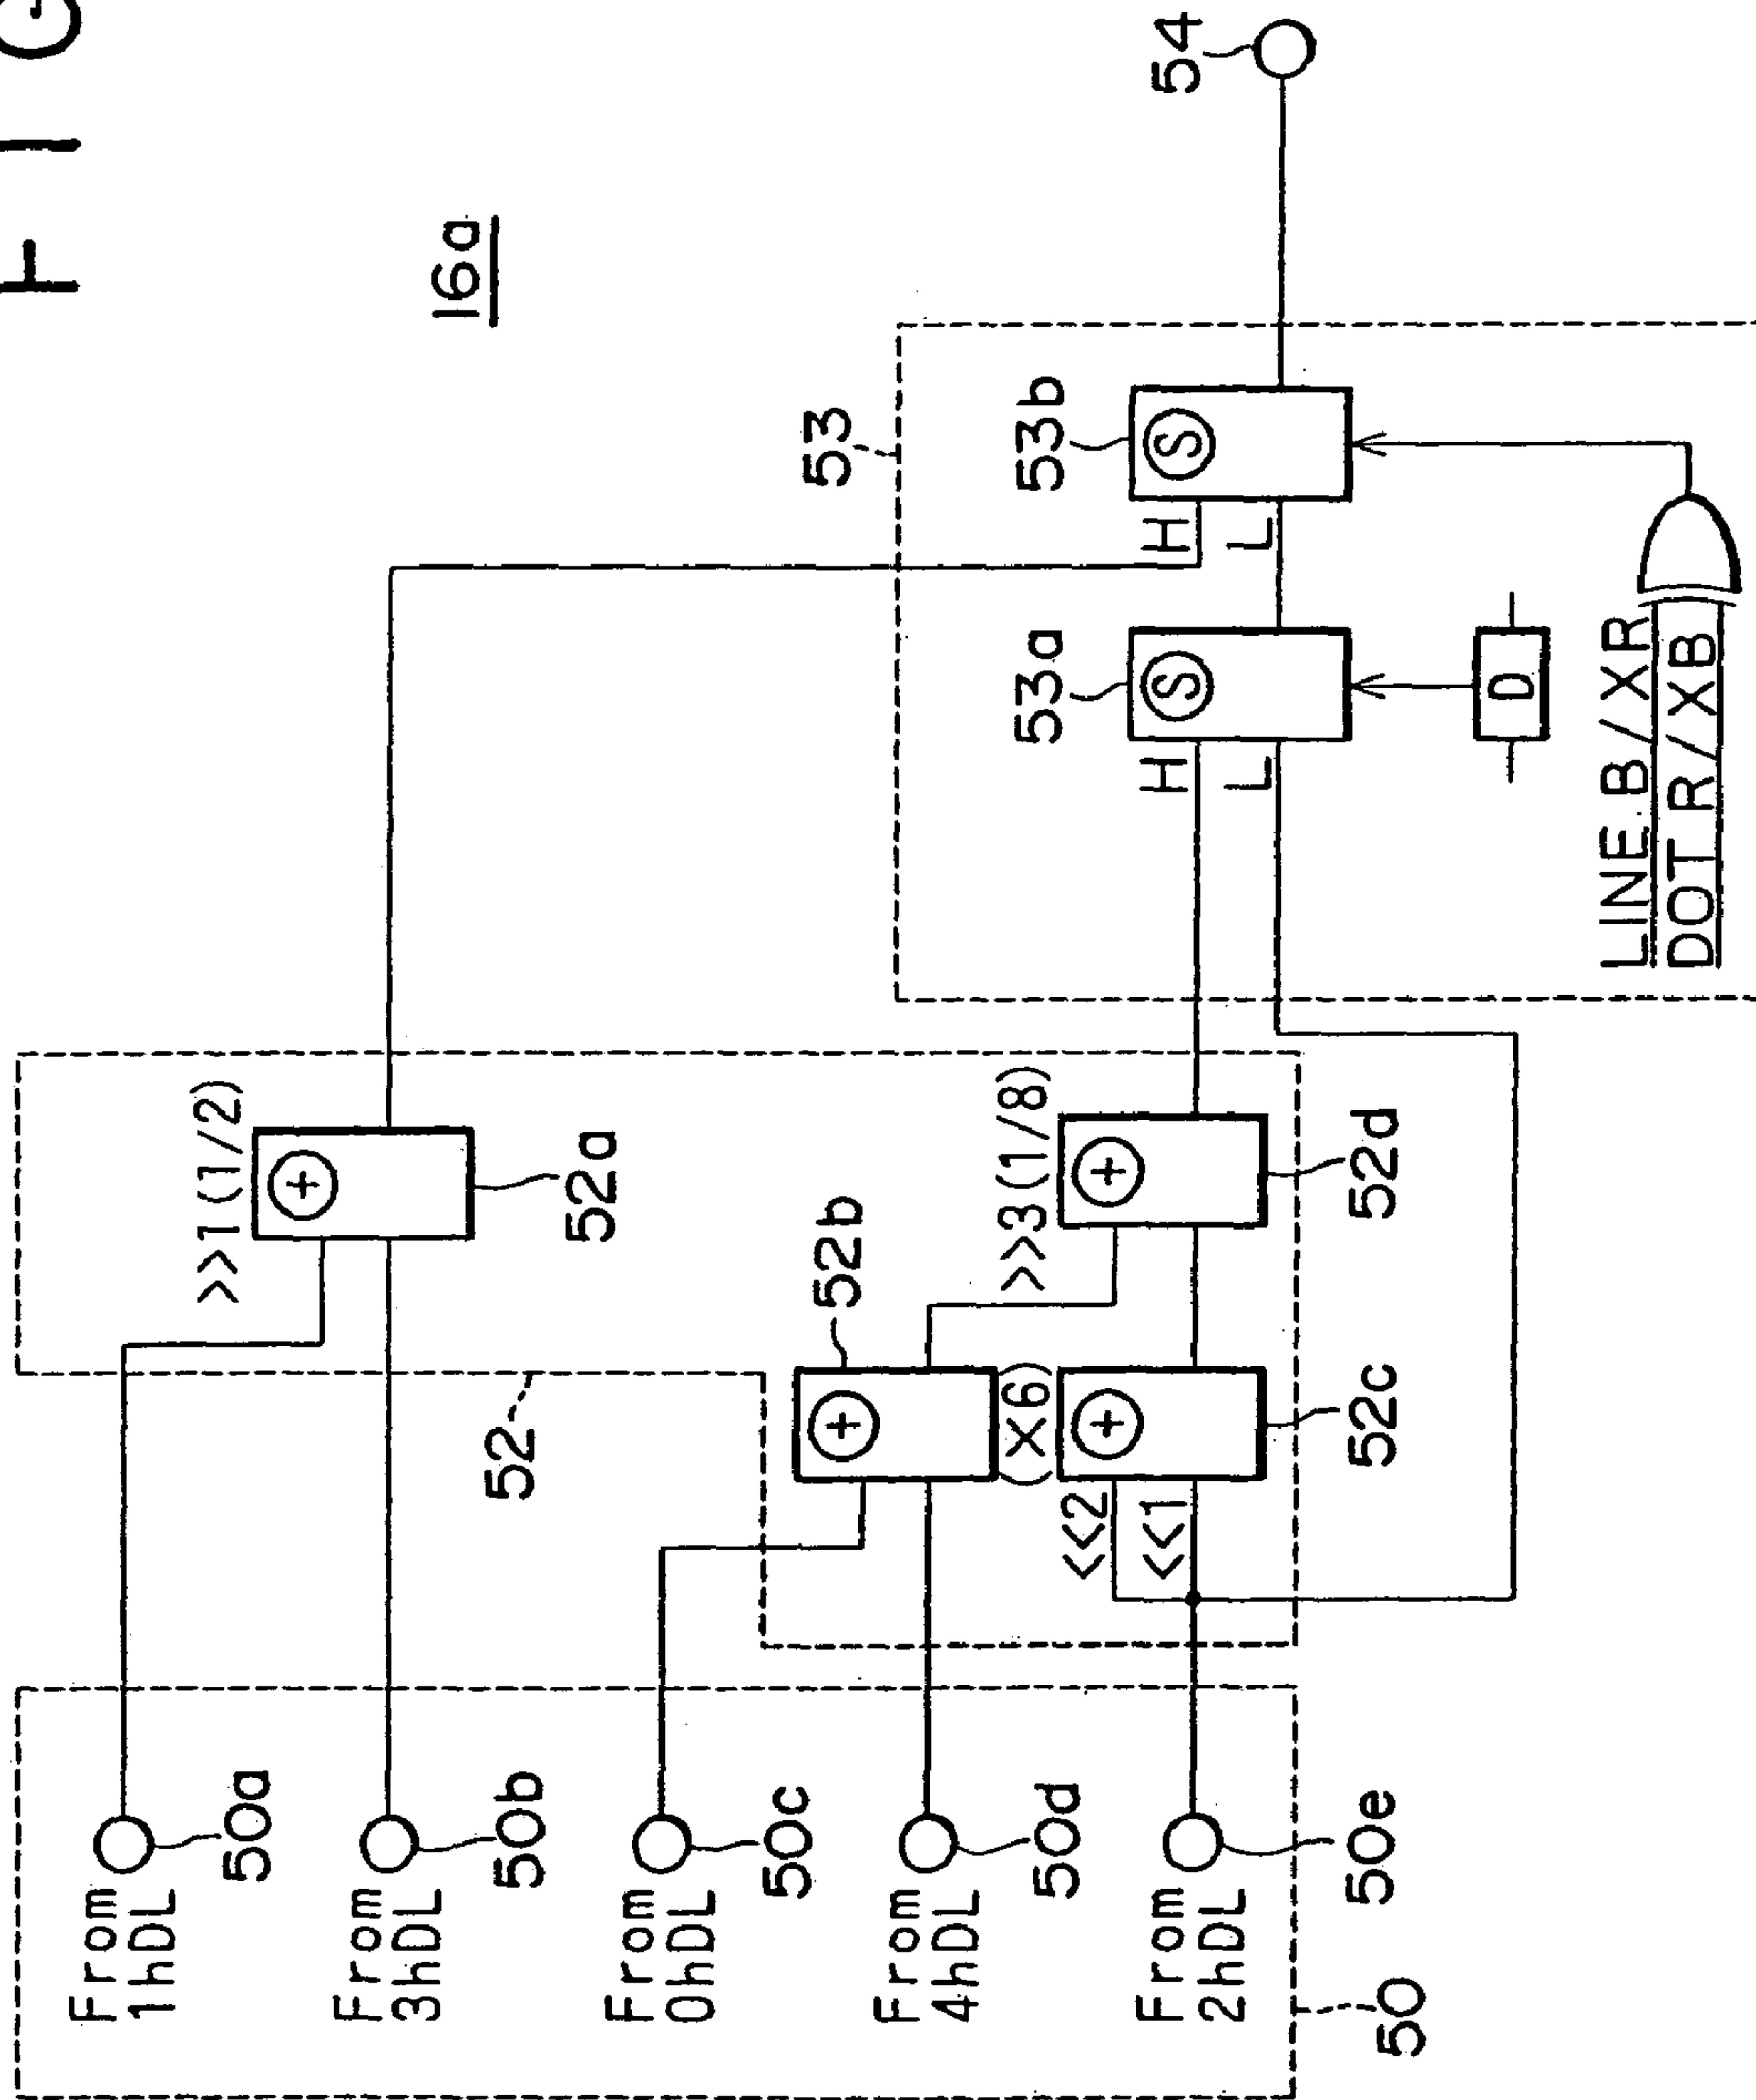 FIG
16a
54
53
53b
S
H
L
53a
S
H
L
D
LINE B/XR
DOT R/XB
>>1(1/2)
+
52a
52
52b
+
(×6)
>>3(1/8)
+
52d
<<2
<<1
+
52c
From
1hDL
50a
From
3hDL
50b
From
0hDL
50c
From
4hDL
50d
From
2hDL
50e
50